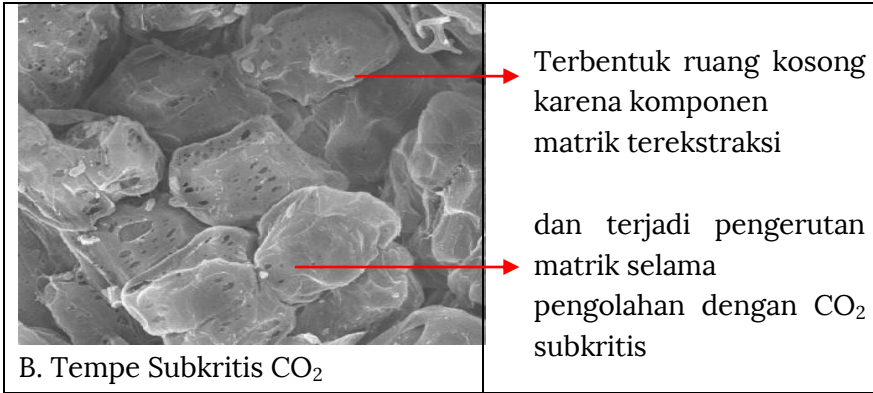 Terbentuk ruang kosong
karena komponen
matrik terekstraksi
dan terjadi pengerutan
matrik selama
pengolahan dengan CO₂
subkritis
B. Tempe Subkritis CO₂